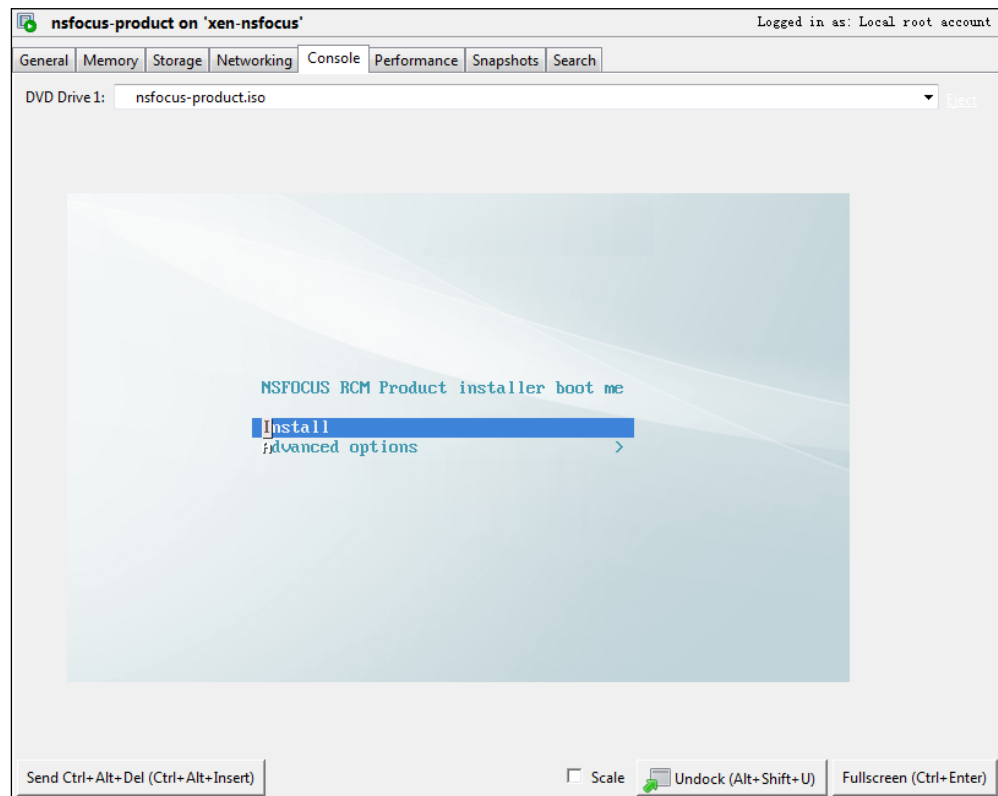 nsfocus-product on 'xen-nsfocus' Logged in as: Local root account
General Memory Storage Networking Console Performance Snapshots Search
DVD Drive 1: nsfocus-product.iso Eject
NSFOCUS RCM Product installer boot me
Install
Advanced options >
Send Ctrl+Alt+Del (Ctrl+Alt+Insert) Scale Undock (Alt+Shift+U) Fullscreen (Ctrl+Enter)